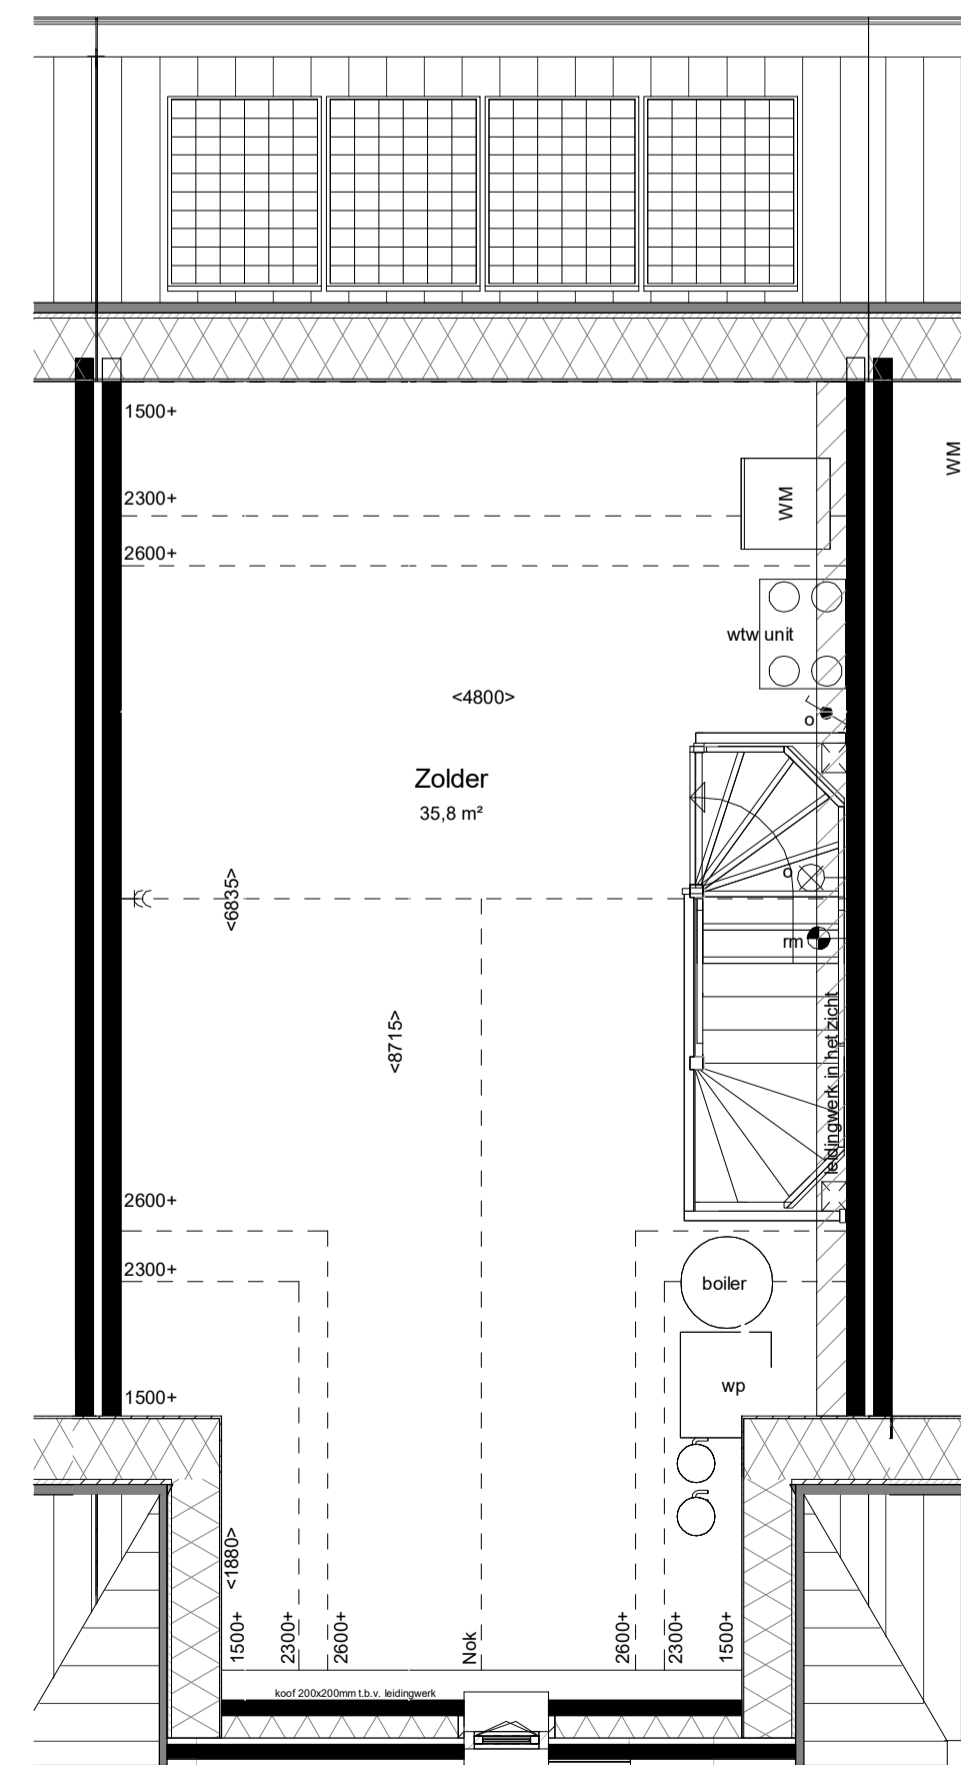 1500+
WM
2300+
WM
2600+
wtw unit
<4800>
o
Zolder
35,8 m²
o
<6835>
rm
<8715>
leidingwerk in het zicht
2600+
2300+
boiler
wp
1500+
<1880>
1500+
2300+
2600+
Nok
2600+
2300+
1500+
koof 200x200mm t.b.v. leidingwerk